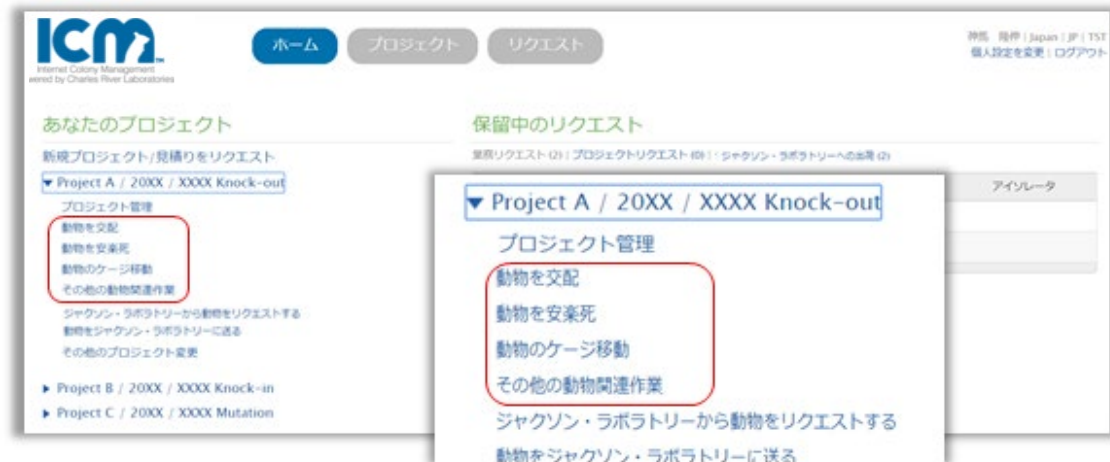 ICM
Internet Colony Management
wered by Charles River Laboratories
ホーム
プロジェクト
リクエスト
神馬 隆伸 | Japan | JP | TST
個人設定を変更 | ログアウト
あなたのプロジェクト
新規プロジェクト/見積りをリクエスト
▼ Project A / 20XX / XXXX Knock-out
プロジェクト管理
動物を交配
動物を安楽死
動物のケージ移動
その他の動物関連作業
ジャクソン・ラボラトリーから動物をリクエストする
動物をジャクソン・ラボラトリーに送る
その他のプロジェクト変更
▶ Project B / 20XX / XXXX Knock-in
▶ Project C / 20XX / XXXX Mutation
保留中のリクエスト
業務リクエスト (2) | プロジェクトリクエスト (0) | ジャクソン・ラボラトリーへの出荷 (2)
アイソレータ
▼ Project A / 20XX / XXXX Knock-out
プロジェクト管理
動物を交配
動物を安楽死
動物のケージ移動
その他の動物関連作業
ジャクソン・ラボラトリーから動物をリクエストする
動物をジャクソン・ラボラトリーに送る